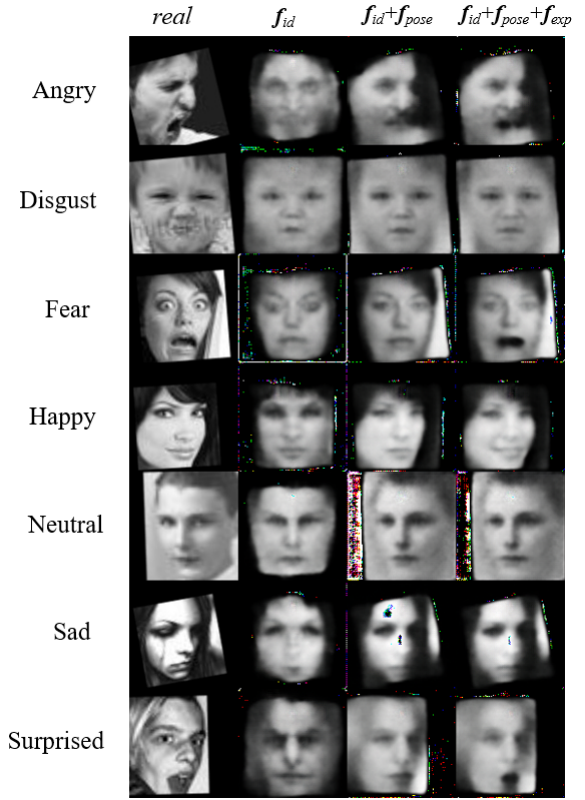 real f_id f_id+f_pose f_id+f_pose+f_exp
Angry
Disgust
Fear
Happy
Neutral
Sad
Surprised